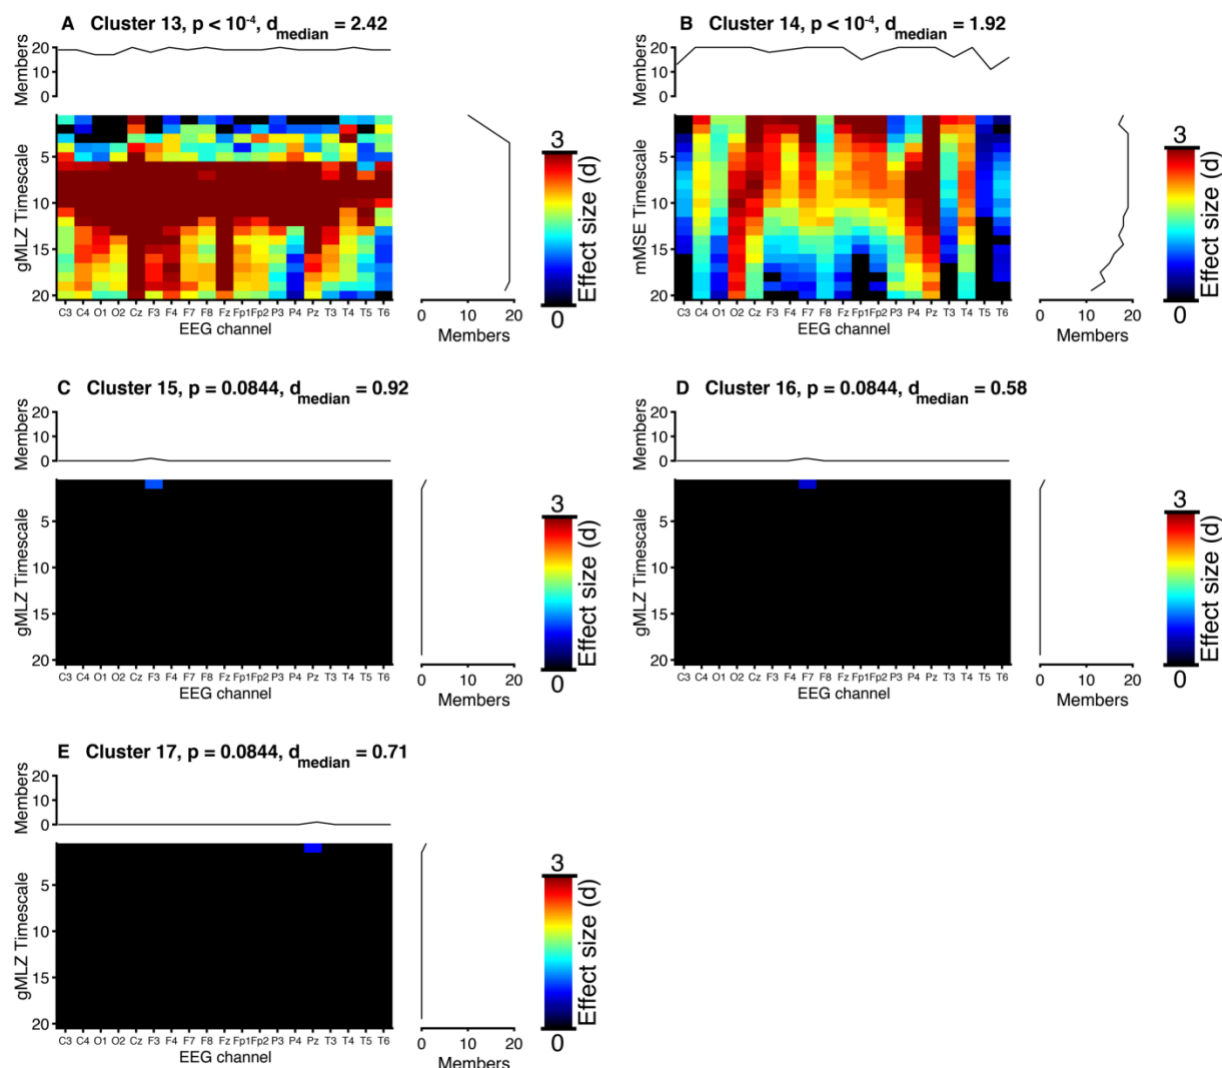 A Cluster 13, p < 10-4, dmedian = 2.42
Members
20
10
0
gMLZ Timescale
5
10
15
20
C3 C4 O1 O2 Cz F3 F4 F7 F8 Fz Fp1 Fp2 P3 P4 Pz T3 T4 T5 T6
EEG channel
0 10 20
Members
3
0
Effect size (d)
B Cluster 14, p < 10-4, dmedian = 1.92
Members
20
10
0
mMSE Timescale
5
10
15
20
C3 C4 O1 O2 Cz F3 F4 F7 F8 Fz Fp1 Fp2 P3 P4 Pz T3 T4 T5 T6
EEG channel
0 10 20
Members
3
0
Effect size (d)
C Cluster 15, p = 0.0844, dmedian = 0.92
Members
20
10
0
gMLZ Timescale
5
10
15
20
C3 C4 O1 O2 Cz F3 F4 F7 F8 Fz Fp1 Fp2 P3 P4 Pz T3 T4 T5 T6
EEG channel
0 10 20
Members
3
0
Effect size (d)
D Cluster 16, p = 0.0844, dmedian = 0.58
Members
20
10
0
gMLZ Timescale
5
10
15
20
C3 C4 O1 O2 Cz F3 F4 F7 F8 Fz Fp1 Fp2 P3 P4 Pz T3 T4 T5 T6
EEG channel
0 10 20
Members
3
0
Effect size (d)
E Cluster 17, p = 0.0844, dmedian = 0.71
Members
20
10
0
gMLZ Timescale
5
10
15
20
C3 C4 O1 O2 Cz F3 F4 F7 F8 Fz Fp1 Fp2 P3 P4 Pz T3 T4 T5 T6
EEG channel
0 10 20
Members
3
0
Effect size (d)